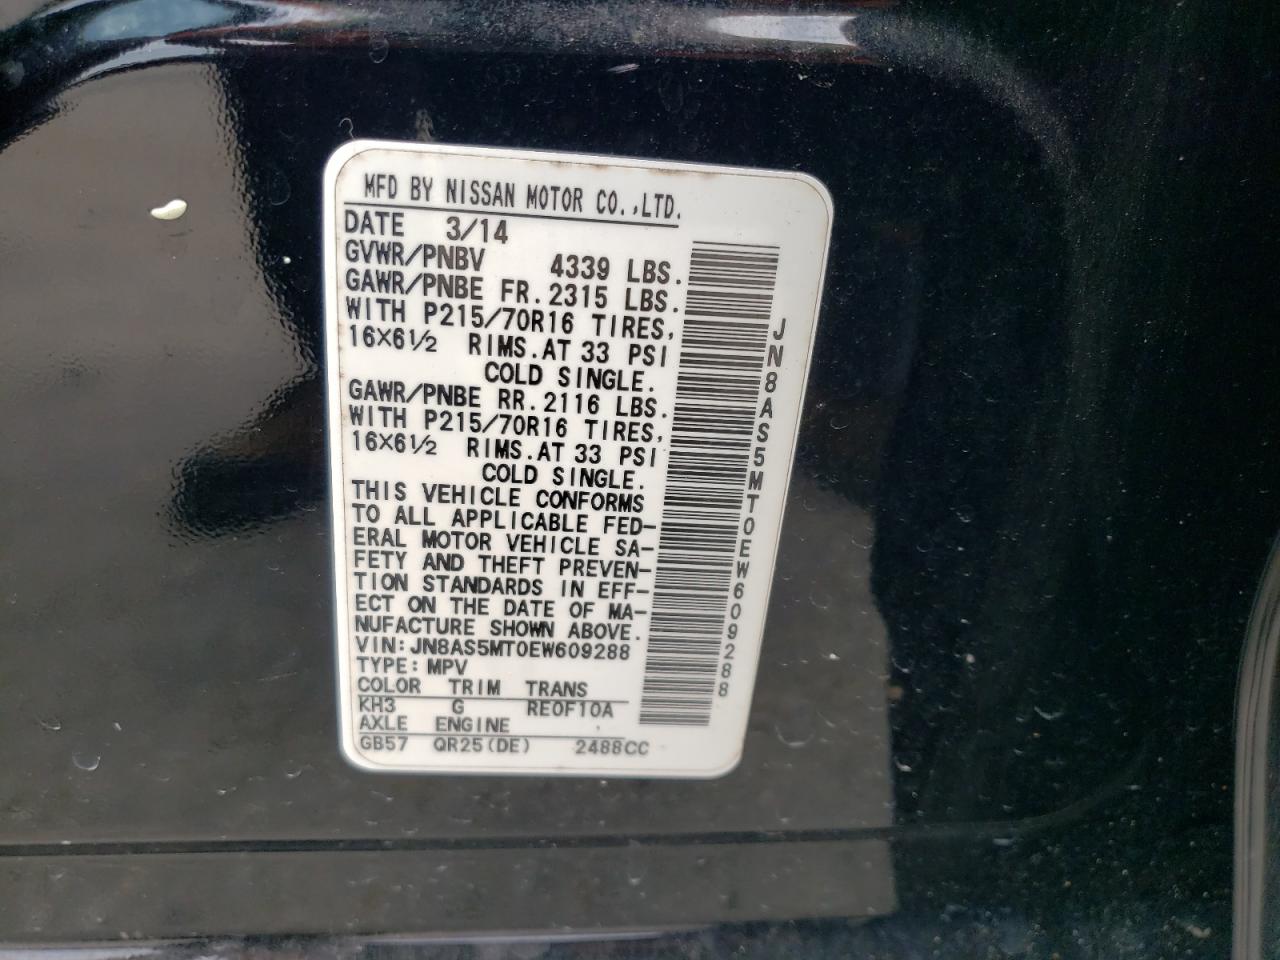 MFD BY NISSAN MOTOR CO.,LTD.
DATE 3/14
GVWR/PNBV 4339 LBS.
GAWR/PNBE FR.2315 LBS.
WITH P215/70R16 TIRES,
16X6½ RIMS.AT 33 PSI
COLD SINGLE.
GAWR/PNBE RR.2116 LBS.
WITH P215/70R16 TIRES,
16X6½ RIMS.AT 33 PSI
COLD SINGLE.
THIS VEHICLE CONFORMS
TO ALL APPLICABLE FED-
ERAL MOTOR VEHICLE SA-
FETY AND THEFT PREVEN-
TION STANDARDS IN EFF-
ECT ON THE DATE OF MA-
NUFACTURE SHOWN ABOVE.
VIN:JN8AS5MT0EW609288
TYPE:MPV
COLOR TRIM TRANS
KH3 G RE0F10A
AXLE ENGINE
GB57 QR25(DE) 2488CC
JN8AS5MT0EW609288